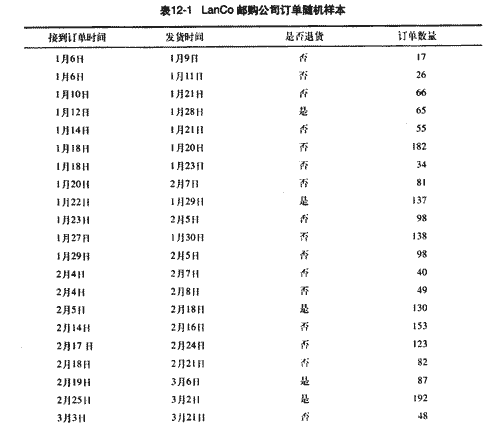 表12-1 LanCo 邮购公司订单随机样本
接到订单时间 发货时间 是否退货 订单数量
1月6日 1月9日 否 17
1月6日 1月11日 否 26
1月10日 1月21日 否 66
1月12日 1月28日 是 65
1月14日 1月21日 否 55
1月18日 1月20日 否 182
1月18日 1月23日 否 34
1月20日 2月7日 否 81
1月22日 1月29日 是 137
1月23日 2月5日 否 98
1月27日 1月30日 否 138
1月29日 2月5日 否 98
2月4日 2月7日 否 40
2月4日 2月8日 否 49
2月5日 2月18日 是 130
2月14日 2月16日 否 153
2月17日 2月24日 否 123
2月18日 2月21日 否 82
2月19日 3月6日 是 87
2月25日 3月2日 是 192
3月3日 3月21日 否 48